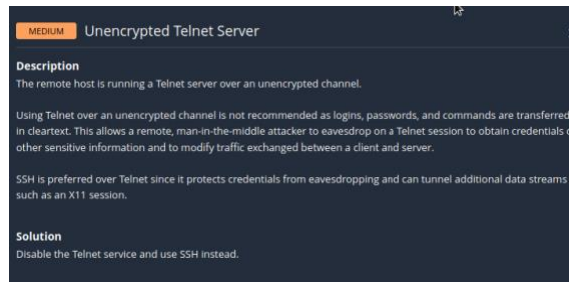 MEDIUM Unencrypted Telnet Server
Description
The remote host is running a Telnet server over an unencrypted channel.
Using Telnet over an unencrypted channel is not recommended as logins, passwords, and commands are transferred
in cleartext. This allows a remote, man-in-the-middle attacker to eavesdrop on a Telnet session to obtain credentials
other sensitive information and to modify traffic exchanged between a client and server.
SSH is preferred over Telnet since it protects credentials from eavesdropping and can tunnel additional data streams
such as an X11 session.
Solution
Disable the Telnet service and use SSH instead.